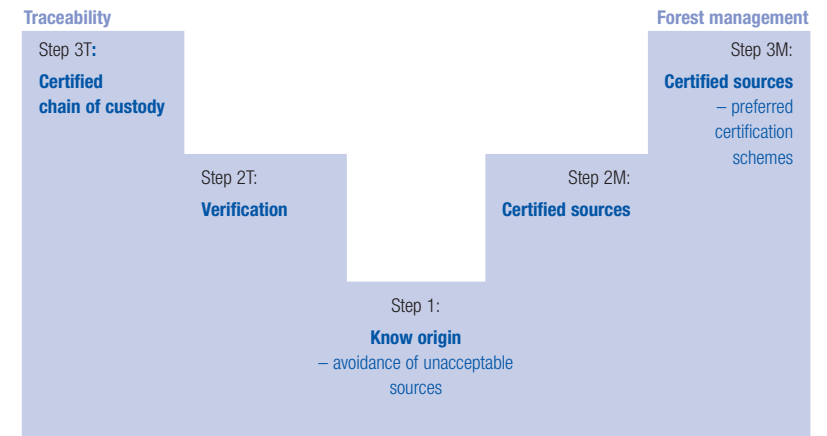 Traceability
Forest management
Step 3T:
Certified
chain of custody
Step 3M:
Certified sources
– preferred
certification
schemes
Step 2T:
Verification
Step 2M:
Certified sources
Step 1:
Know origin
– avoidance of unacceptable
sources